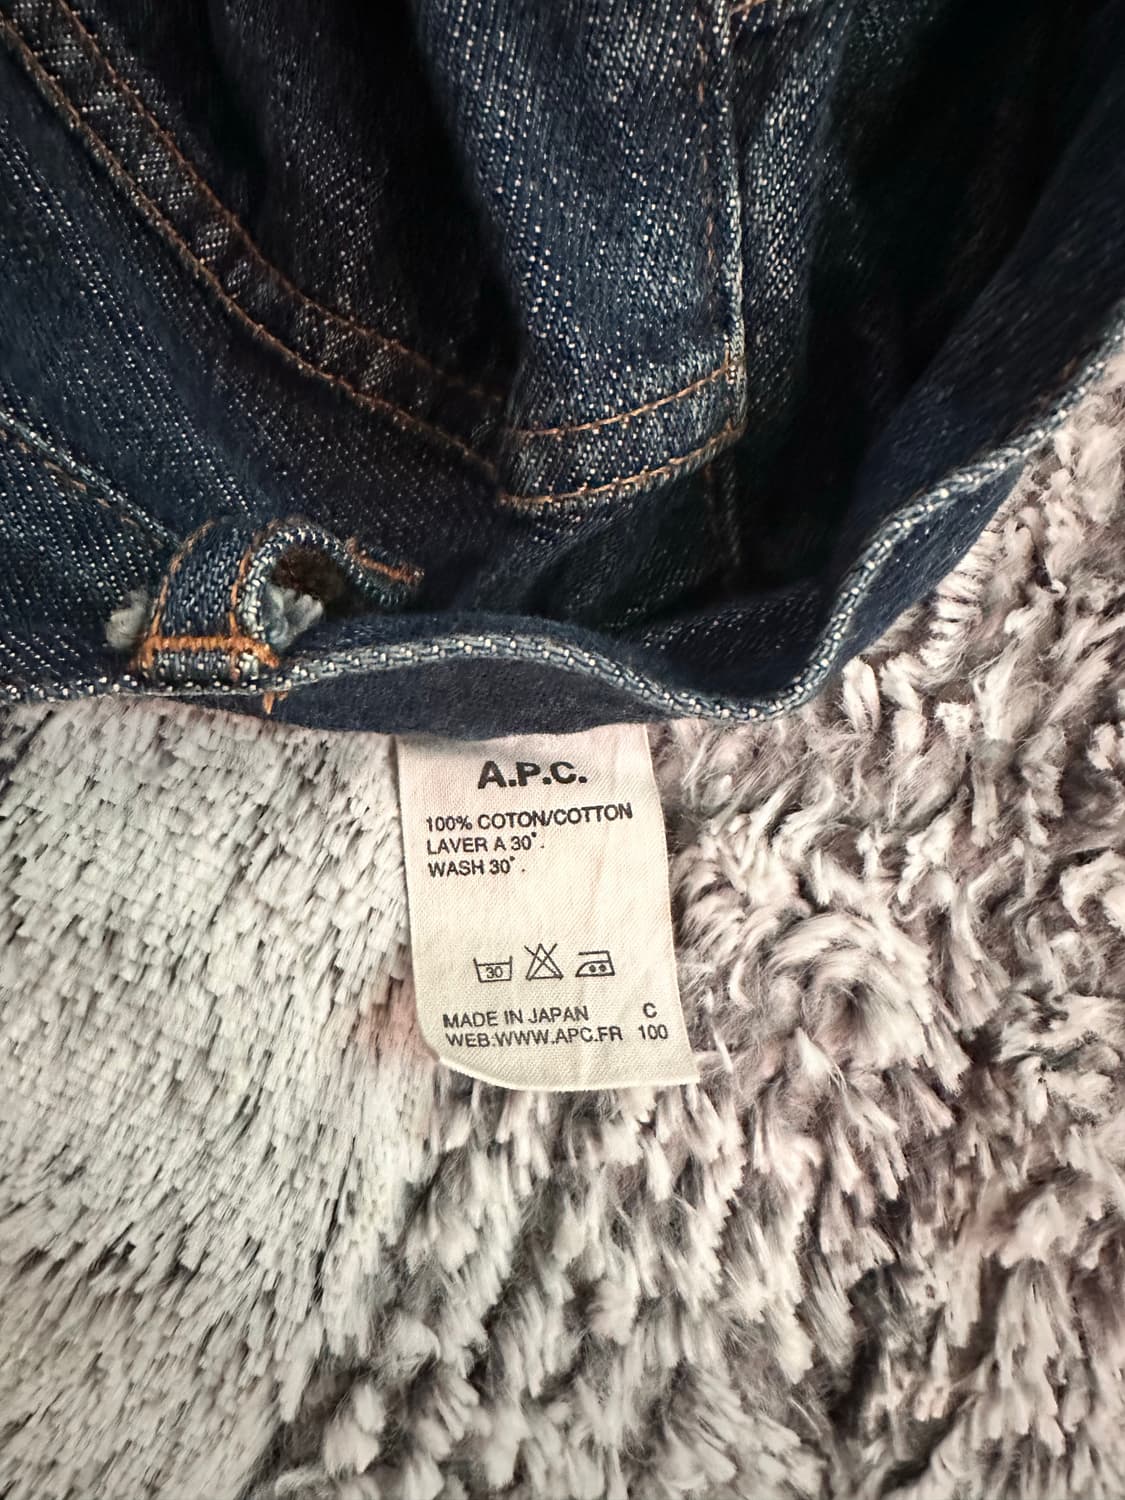 A.P.C.
100% COTON/COTTON
LAVER A 30°.
WASH 30°.
30
MADE IN JAPAN C
WEB:WWW.APC.FR 100